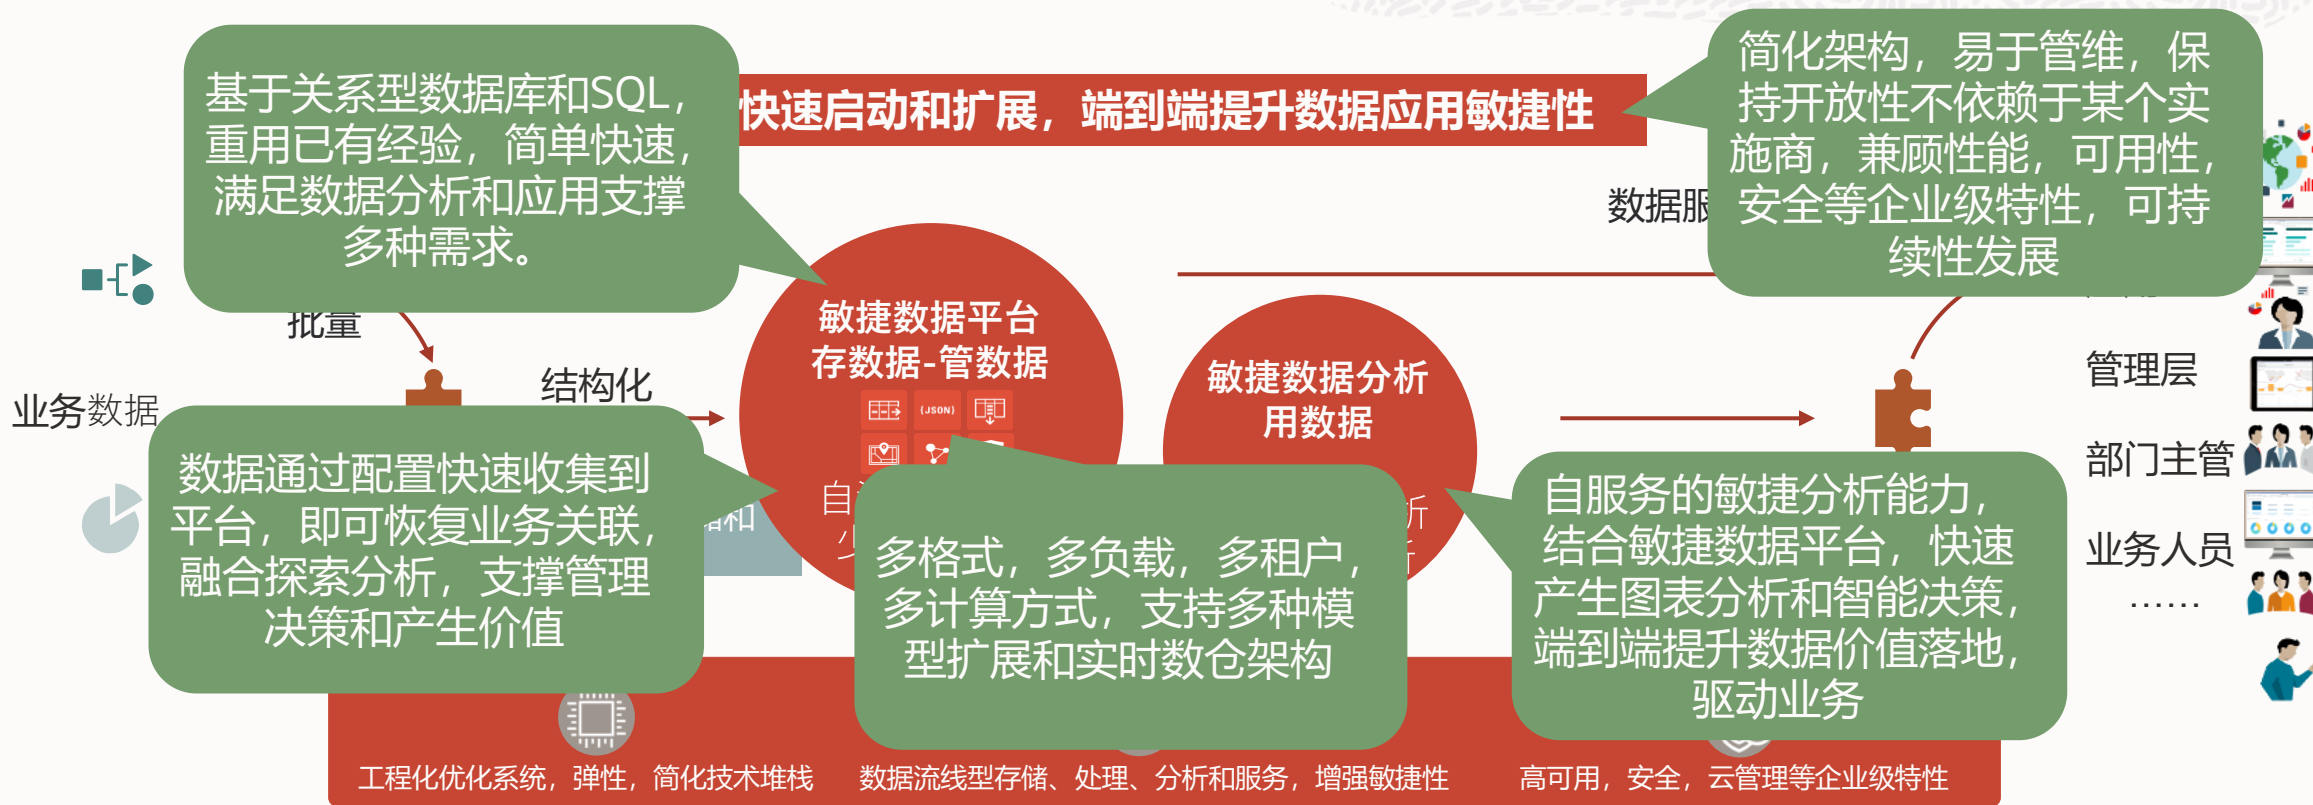 基于关系型数据库和SQL，
重用已有经验，简单快速，
满足数据分析和应用支撑
多种需求。
快速启动和扩展，端到端提升数据应用敏捷性
简化架构，易于管维，保
持开放性不依赖于某个实
施商，兼顾性能，可用性，
安全等企业级特性，可持
续性发展
数据服
批量
业务数据
结构化
敏捷数据平台
存数据-管数据
{JSON}
敏捷数据分析
用数据
管理层
部门主管
业务人员
……
数据通过配置快速收集到
平台，即可恢复业务关联，
融合探索分析，支撑管理
决策和产生价值
和
自
少
多格式，多负载，多租户，
多计算方式，支持多种模
型扩展和实时数仓架构
析
自服务的敏捷分析能力，
结合敏捷数据平台，快速
产生图表分析和智能决策，
端到端提升数据价值落地，
驱动业务
工程化优化系统，弹性，简化技术堆栈
数据流线型存储、处理、分析和服务，增强敏捷性
高可用，安全，云管理等企业级特性